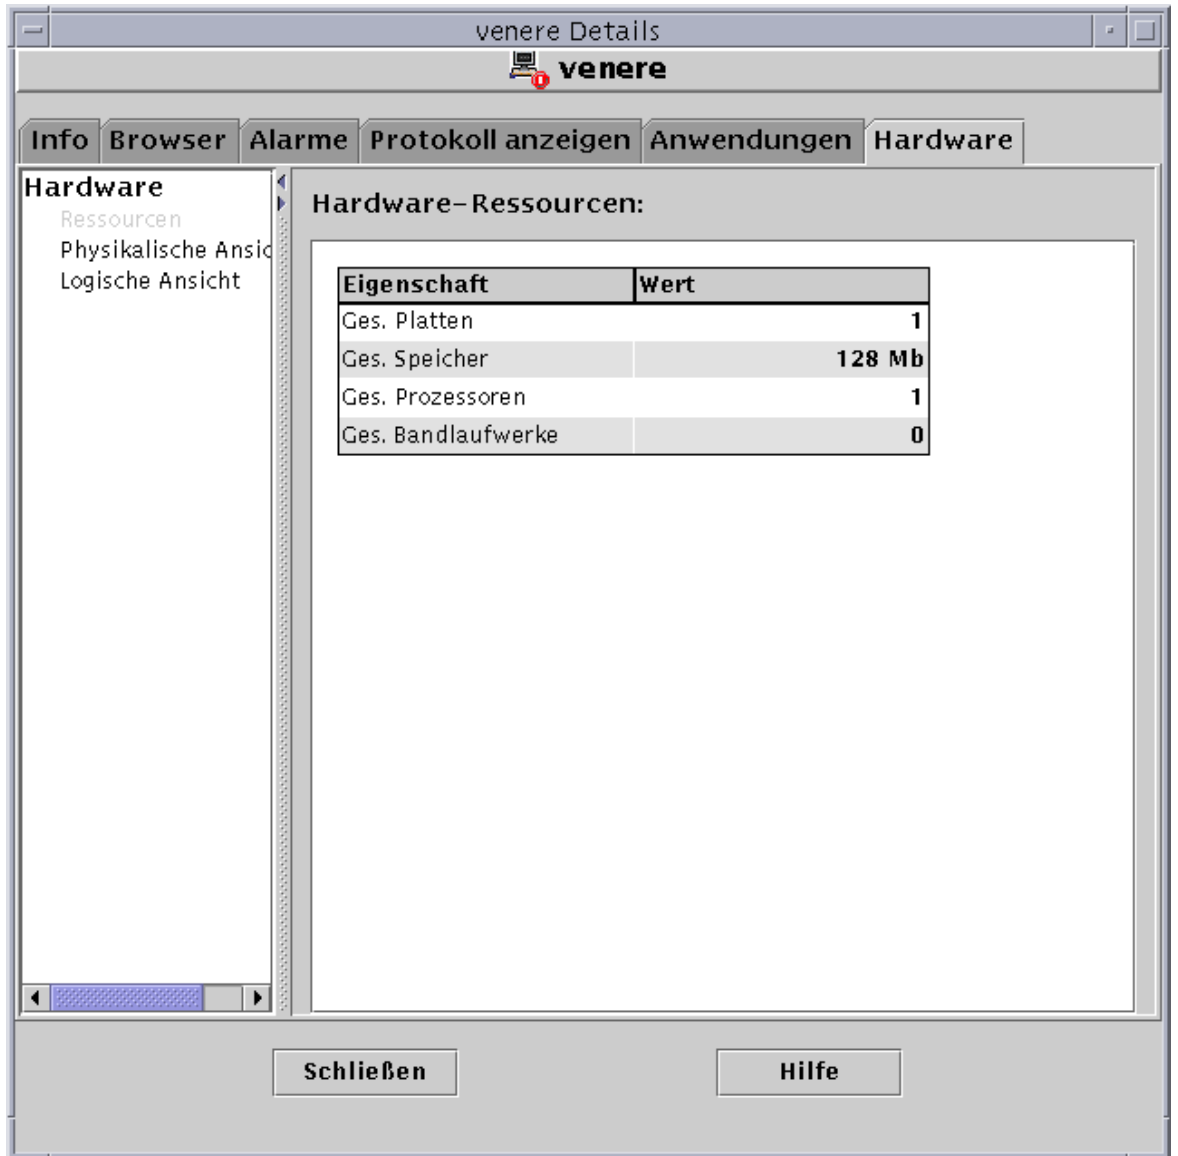 venere Details
venere
Info Browser Alarme Protokoll anzeigen Anwendungen Hardware
Hardware
Ressourcen
Physikalische Ansic
Logische Ansicht
Hardware-Ressourcen:
Eigenschaft Wert
Ges. Platten 1
Ges. Speicher 128 Mb
Ges. Prozessoren 1
Ges. Bandlaufwerke 0
Schließen Hilfe